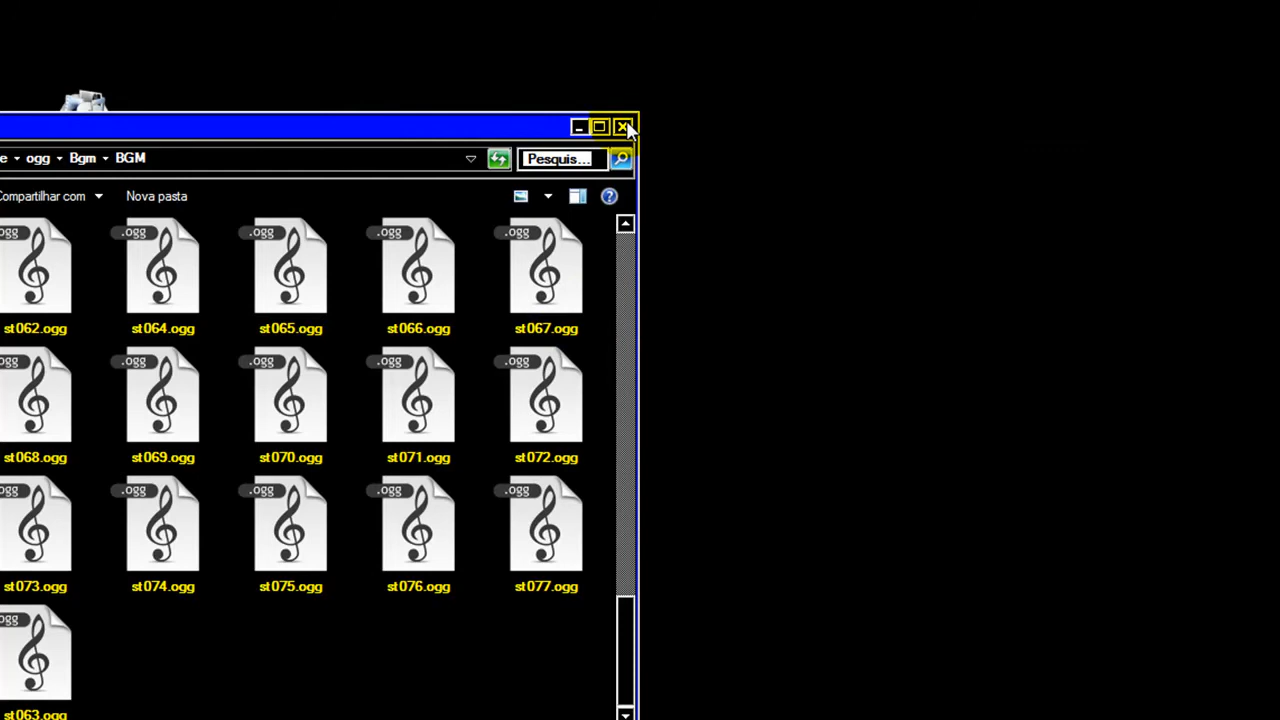 e ogg Bgm BGM
Pesquis...
Compartilhar com Nova pasta
.ogg .ogg .ogg .ogg .ogg
st062.ogg st064.ogg st065.ogg st066.ogg st067.ogg
.ogg .ogg .ogg .ogg .ogg
st068.ogg st069.ogg st070.ogg st071.ogg st072.ogg
.ogg .ogg .ogg .ogg .ogg
st073.ogg st074.ogg st075.ogg st076.ogg st077.ogg
.ogg
st063.ogg